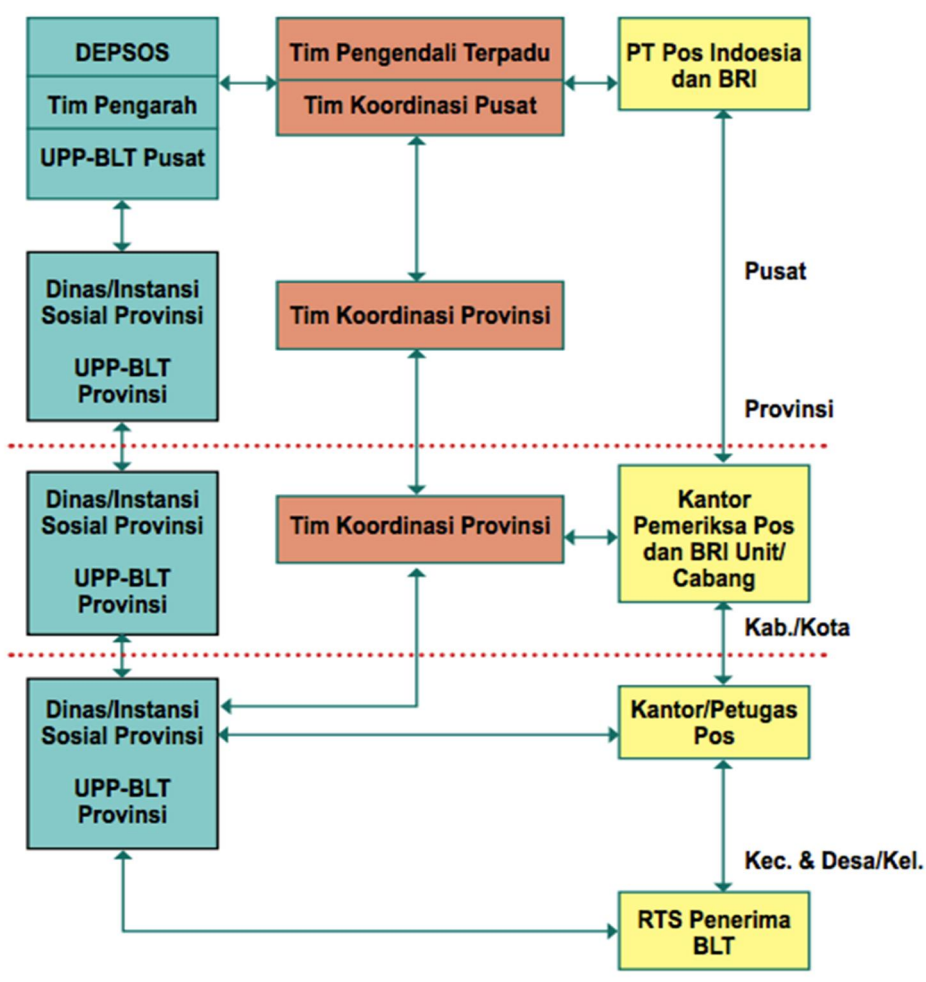 DEPSOS
Tim Pengarah
UPP-BLT Pusat
Tim Pengendali Terpadu
Tim Koordinasi Pusat
PT Pos Indoesia
dan BRI
Pusat
Dinas/Instansi
Sosial Provinsi
UPP-BLT
Provinsi
Tim Koordinasi Provinsi
Provinsi
Dinas/Instansi
Sosial Provinsi
UPP-BLT
Provinsi
Tim Koordinasi Provinsi
Kantor
Pemeriksa Pos
dan BRI Unit/
Cabang
Kab./Kota
Dinas/Instansi
Sosial Provinsi
UPP-BLT
Provinsi
Kantor/Petugas
Pos
Kec. & Desa/Kel.
RTS Penerima
BLT